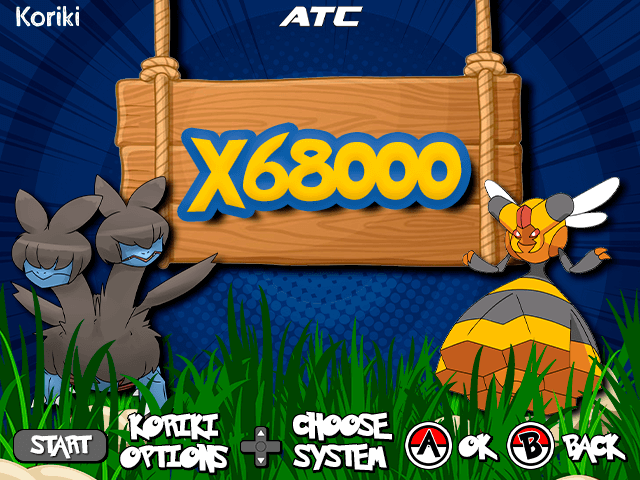 Koriki
ATC
X68000
START
KORIKI
OPTIONS
CHOOSE
SYSTEM
A
OK
B
BACK